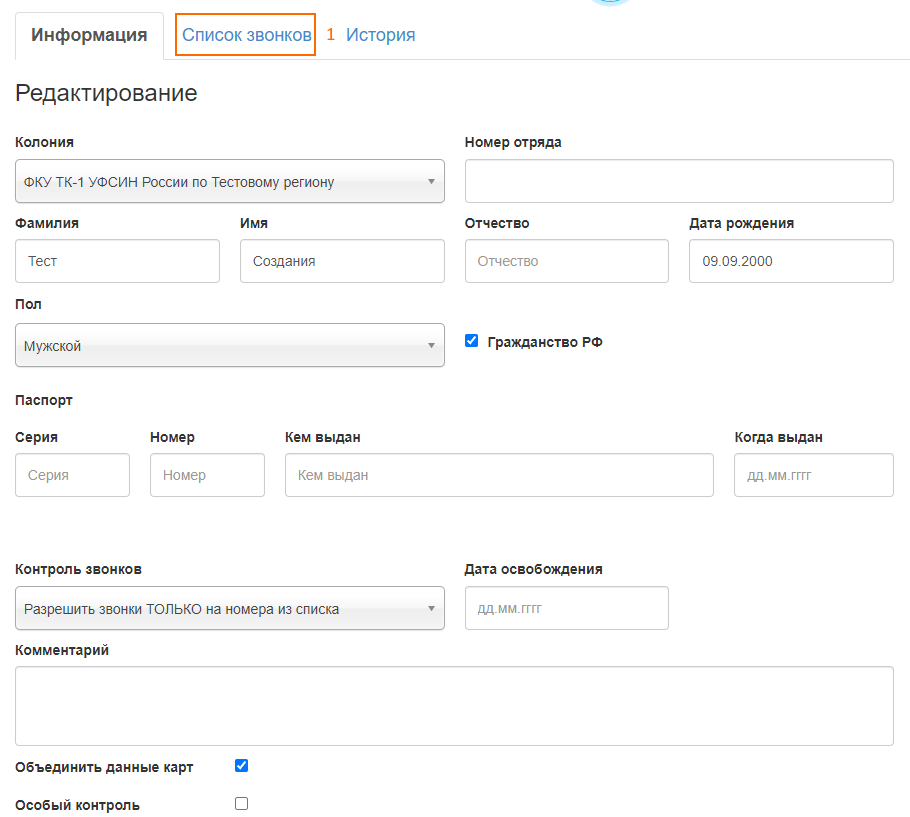 Информация Список звонков 1 История
Редактирование
Колония Номер отряда
ФКУ ТК-1 УФСИН России по Тестовому региону
Фамилия Имя Отчество Дата рождения
Тест Создания Отчество 09.09.2000
Пол
Мужской Гражданство РФ
Паспорт
Серия Номер Кем выдан Когда выдан
Серия Номер Кем выдан дд.мм.гггг
Контроль звонков Дата освобождения
Разрешить звонки ТОЛЬКО на номера из списка дд.мм.гггг
Комментарий
Объединить данные карт
Особый контроль